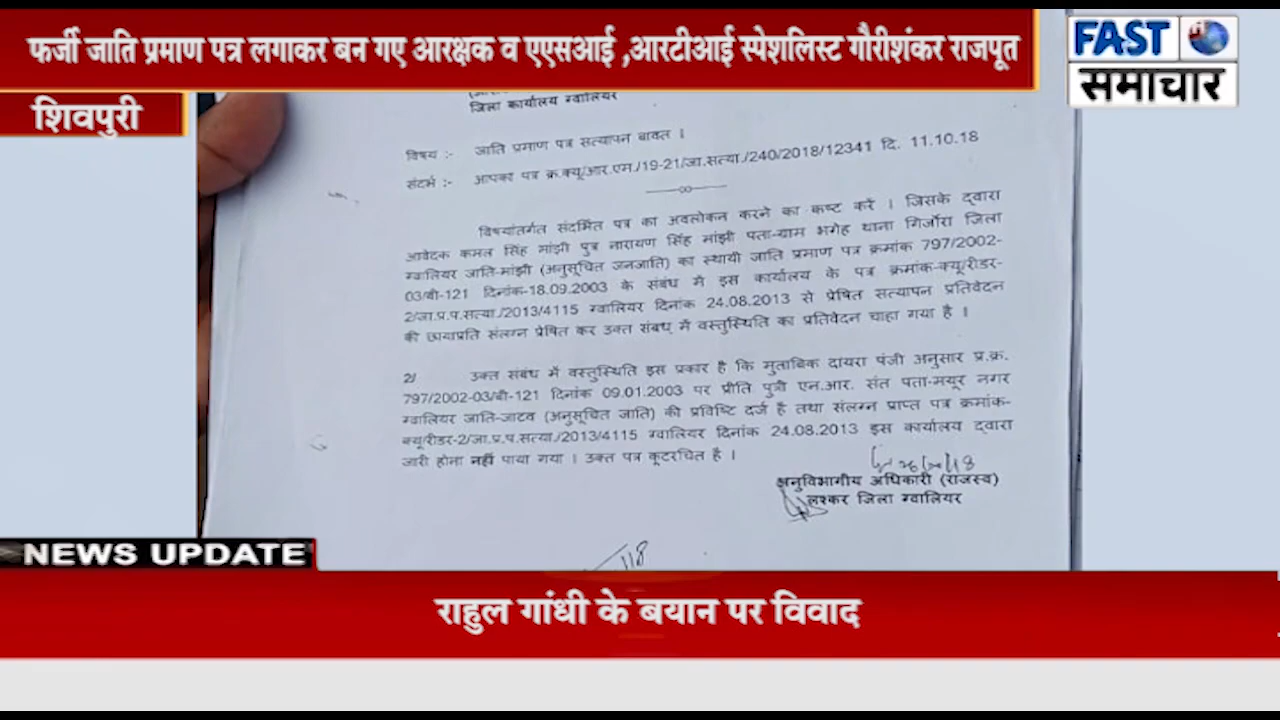 फर्जी जाति प्रमाण पत्र लगाकर बन गए आरक्षक व एएसआई ,आरटीआई स्पेशलिस्ट गौरीशंकर राजपूत
FAST
समाचार
शिवपुरी
जिला कार्यालय ग्वालियर
विषय :- जाति प्रमाण पत्र सत्यापन बावत ।
संदर्भ :- आपका पत्र क्र.क्यू/आर.एम./19-21/जा.सत्या./240/2018/12341 दि. 11.10.18
विषयांतर्गत संदर्भित पत्र का अवलोकन करने का कष्ट करें । जिसके द्वारा
आवेदक कमल सिंह मांझी पुत्र नारायण सिंह मांझी पता-ग्राम भगेह थाना गिर्जोरा जिला
ग्वालियर जाति-मांझी (अनुसूचित जनजाति) का स्थायी जाति प्रमाण पत्र क्रमांक 797/2002-
03/बी-121 दिनांक-18.09.2003 के संबंध में इस कार्यालय के पत्र क्रमांक-क्यू/रीडर-
2/जा.प्र.प.सत्या./2013/4115 ग्वालियर दिनांक 24.08.2013 से प्रेषित सत्यापन प्रतिवेदन
की छायाप्रति संलग्न प्रेषित कर उक्त संबध् में वस्तुस्थिति का प्रतिवेदन चाहा गया है ।
2/ उक्त संबंध में वस्तुस्थिति इस प्रकार है कि मुताबिक दायरा पंजी अनुसार प्र.क्र.
797/2002-03/बी-121 दिनांक 09.01.2003 पर प्रीति पुत्री एन.आर. संत पता-मयूर नगर
ग्वालियर जाति-जाटव (अनुसूचित जाति) की प्रविष्टि दर्ज है तथा संलग्न प्राप्त पत्र क्रमांक-
क्यू/रीडर-2/जा.प्र.प.सत्या./2013/4115 ग्वालियर दिनांक 24.08.2013 इस कार्यालय द्वारा
जारी होना नहीं पाया गया । उक्त पत्र कूटरचित है ।
अनुविभागीय अधिकारी (राजस्व)
लश्कर जिला ग्वालियर
NEWS UPDATE
राहुल गांधी के बयान पर विवाद